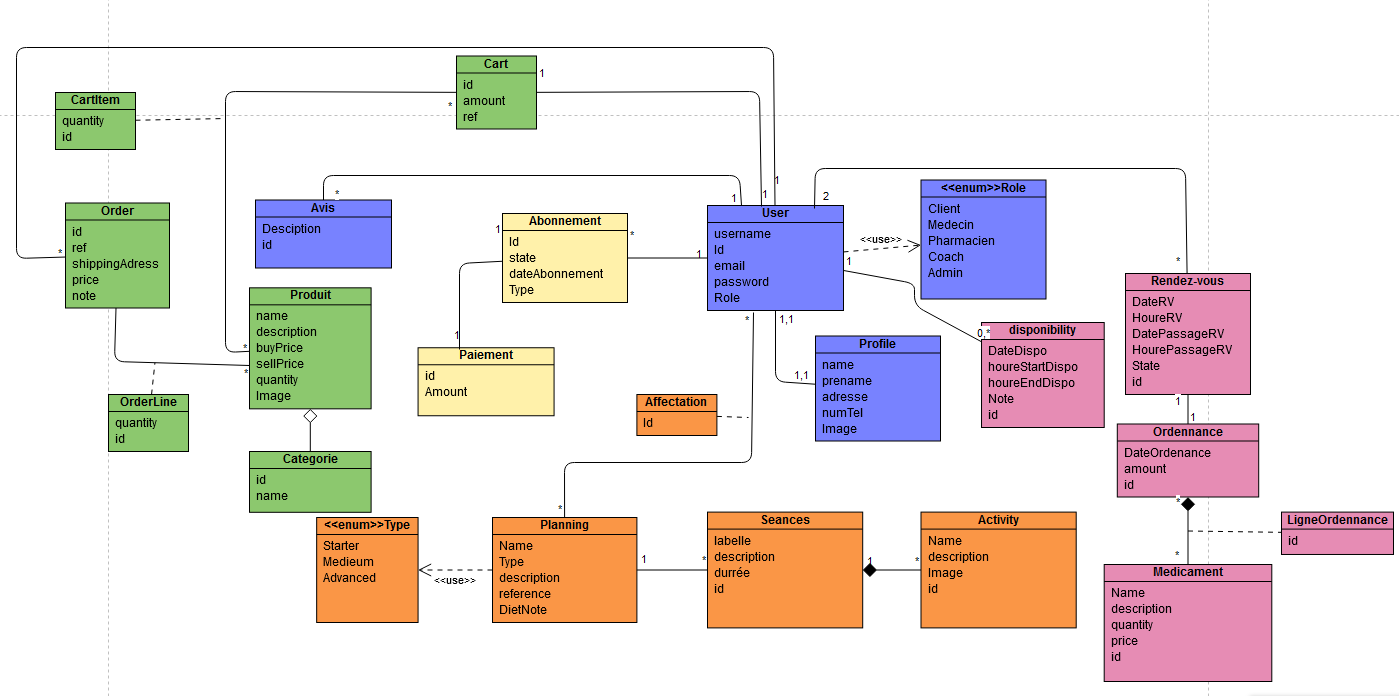 Cart
id
amount
ref
1
*
CartItem
quantity
id
Order
id
ref
shippingAdress
price
note
*
Avis
Desciption
id
*
1
1
1
2
Abonnement
Id
state
dateAbonnement
Type
1
*
1
User
username
Id
email
password
Role
<<use>>
1
<<enum>>Role
Client
Medecin
Pharmacien
Coach
Admin
*
Rendez-vous
DateRV
HoureRV
DatePassageRV
HourePassageRV
State
id
1
1
Produit
name
description
buyPrice
sellPrice
quantity
Image
*
*
*
1,1
1,1
Profile
name
prename
adresse
numTel
Image
0,*
disponibility
DateDispo
houreStartDispo
houreEndDispo
Note
id
1
Paiement
id
Amount
OrderLine
quantity
id
Affectation
Id
Ordennance
DateOrdenance
amount
id
*
*
Categorie
id
name
<<enum>>Type
Starter
Medieum
Advanced
<<use>>
*
Planning
Name
Type
description
reference
DietNote
1
*
Seances
labelle
description
durrée
id
1
*
Activity
Name
description
Image
id
LigneOrdennance
id
Medicament
Name
description
quantity
price
id